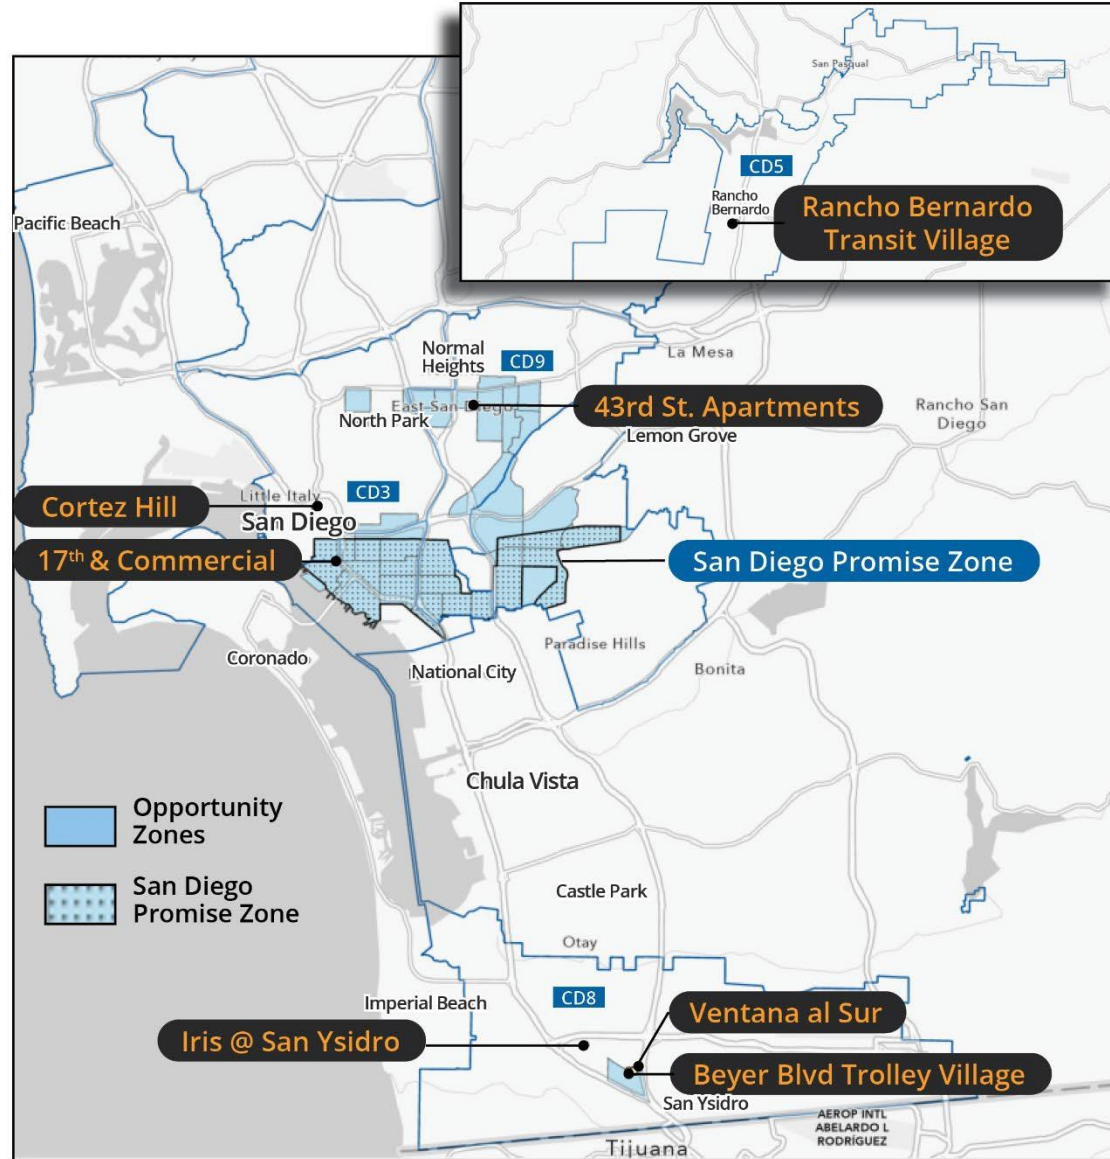 San Pasqual
CD5
Rancho
Bernardo
Rancho Bernardo
Transit Village
Pacific Beach
Normal
Heights
CD9
La Mesa
East San Diego
North Park
43rd St. Apartments
Rancho San
Diego
Lemon Grove
Cortez Hill
Little Italy
CD3
San Diego
17th & Commercial
San Diego Promise Zone
Coronado
National City
Paradise Hills
Bonita
Chula Vista
Opportunity
Zones
San Diego
Promise Zone
Castle Park
Otay
Imperial Beach
CD8
Iris @ San Ysidro
Ventana al Sur
Beyer Blvd Trolley Village
San Ysidro
AEROP INTL
ABELARDO L
RODRÍGUEZ
Tijuana